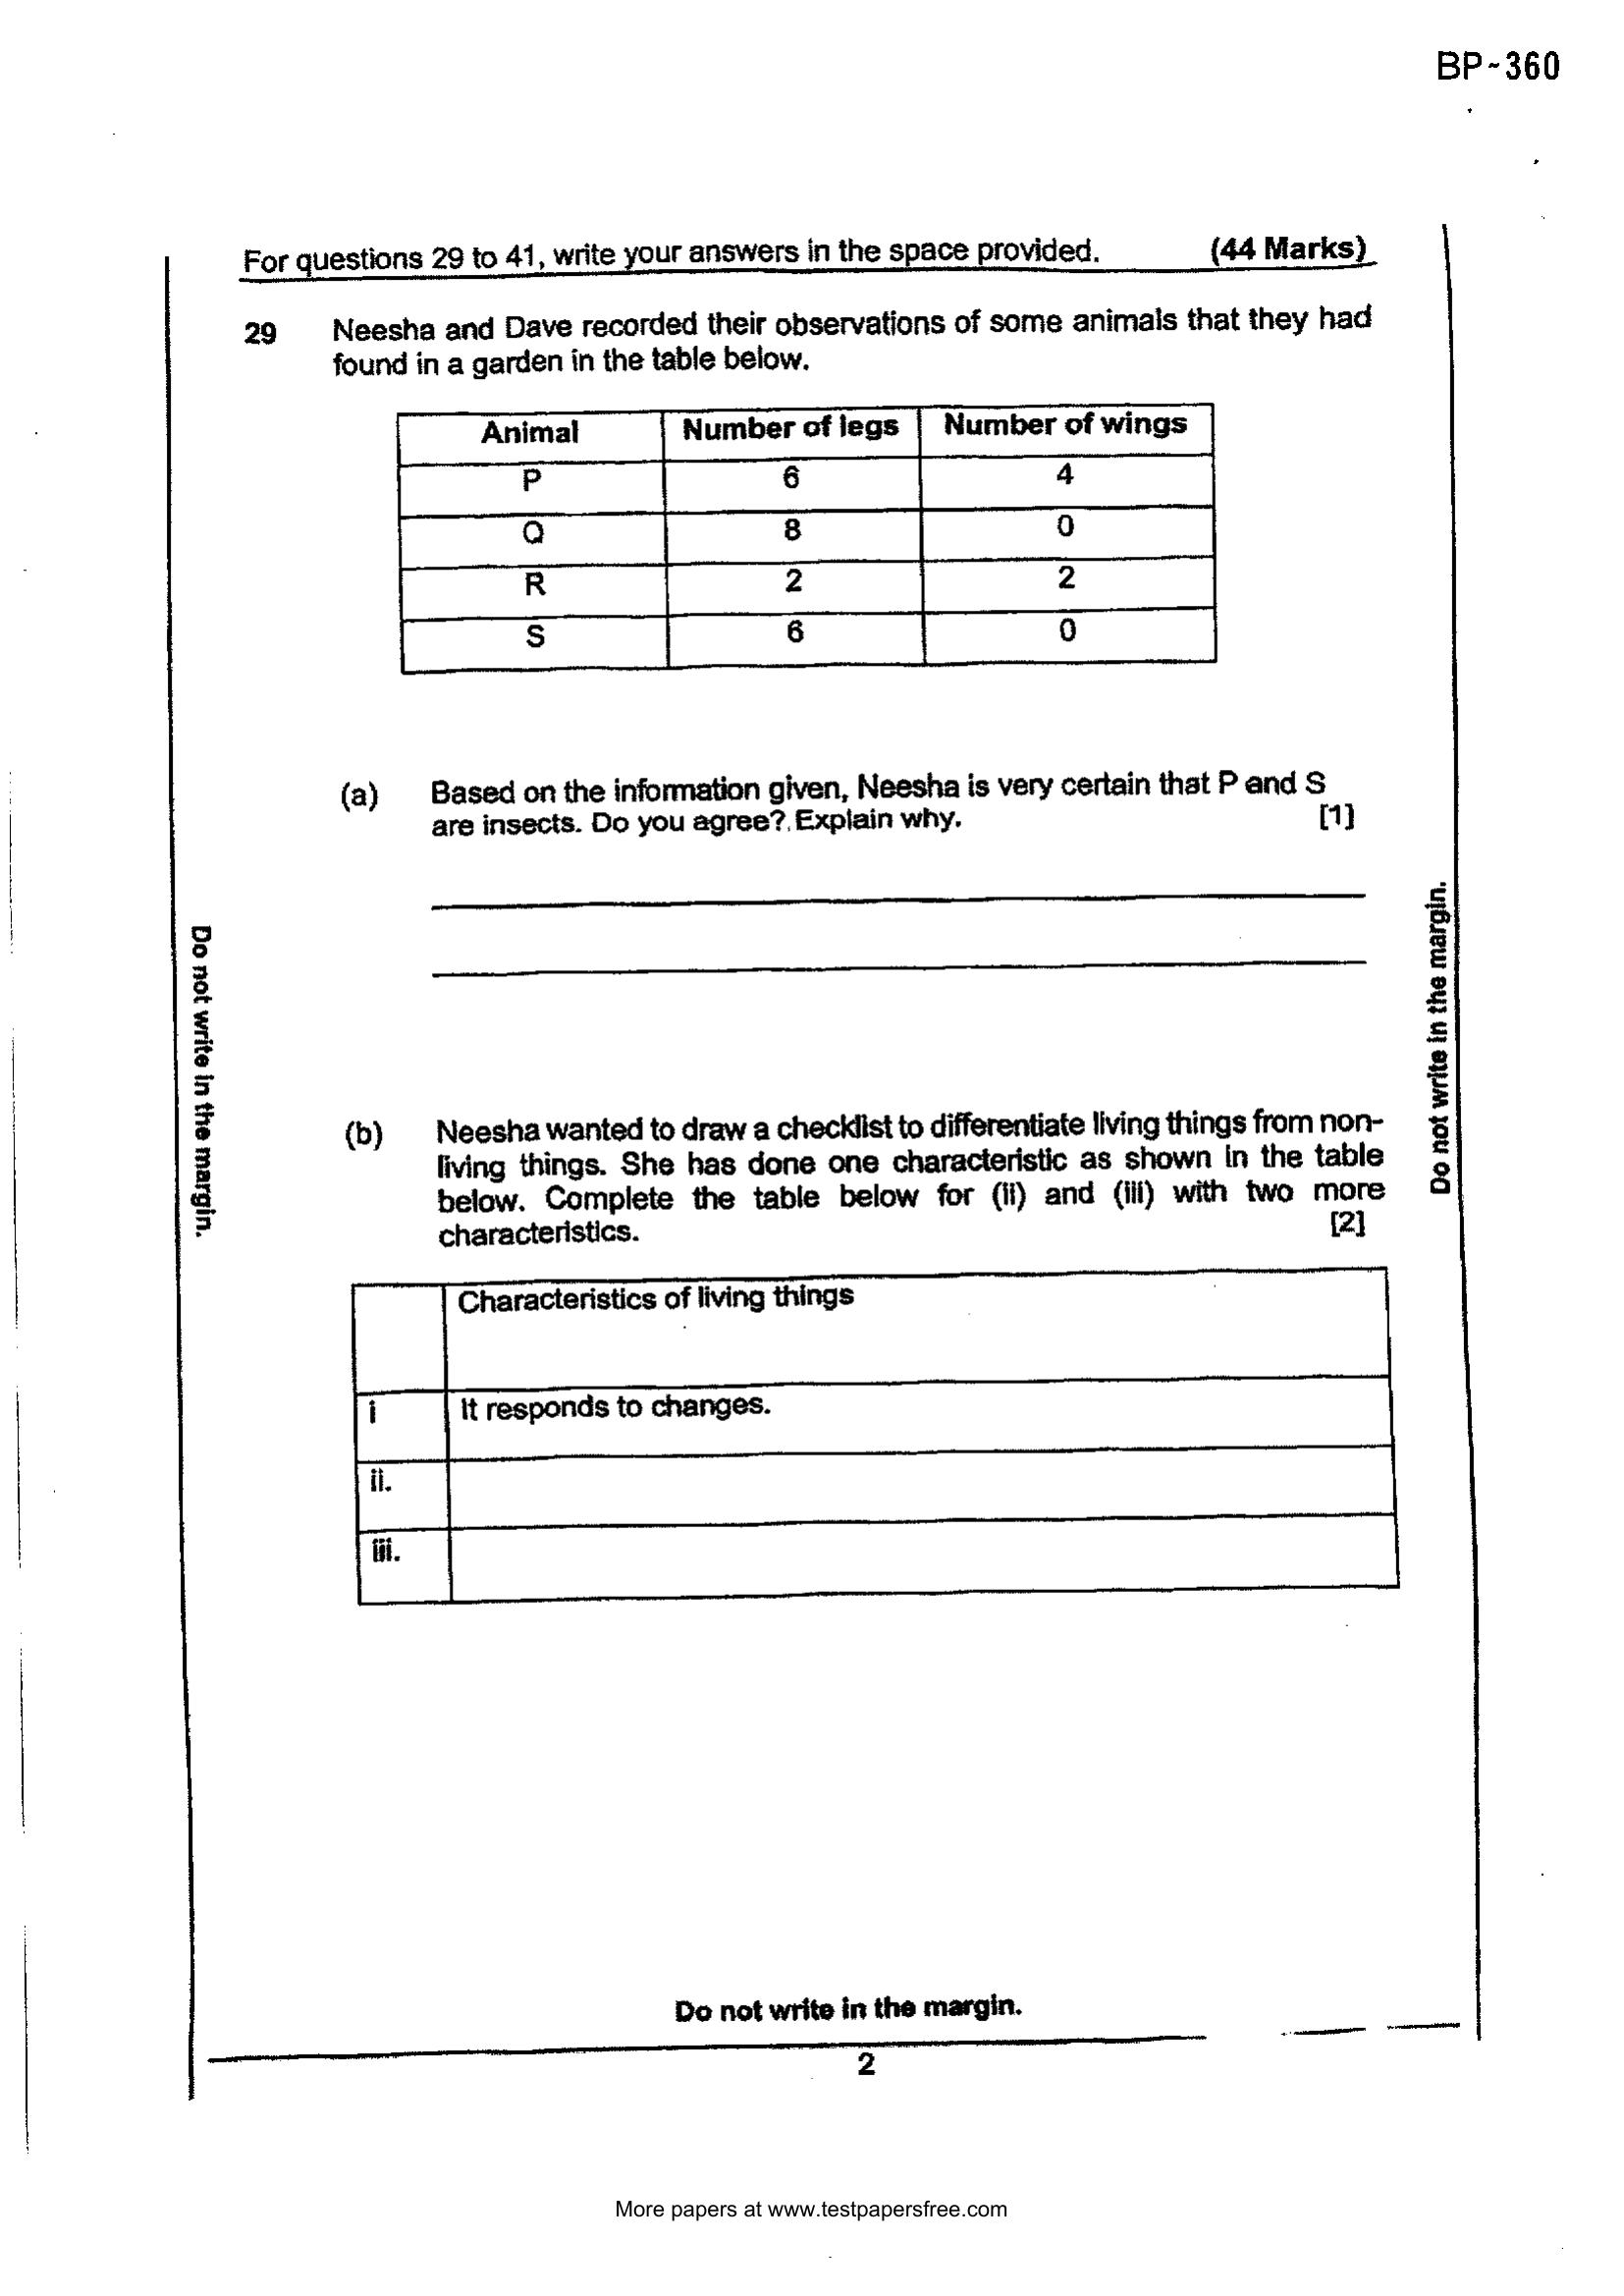 BP-360
For questions 29 to 41, write your answers in the space provided. (44 Marks)
29 Neesha and Dave recorded their observations of some animals that they had
found in a garden in the table below.
Animal Number of legs Number of wings
P 6 4
Q 8 0
R 2 2
S 6 0
(a) Based on the information given, Neesha is very certain that P and S
are insects. Do you agree? Explain why. [1]
Do not write in the margin.
Do not write in the margin.
(b) Neesha wanted to draw a checklist to differentiate living things from non-
living things. She has done one characteristic as shown in the table
below. Complete the table below for (ii) and (iii) with two more
characteristics. [2]
Characteristics of living things
i It responds to changes.
ii.
iii.
Do not write in the margin.
2
More papers at www.testpapersfree.com